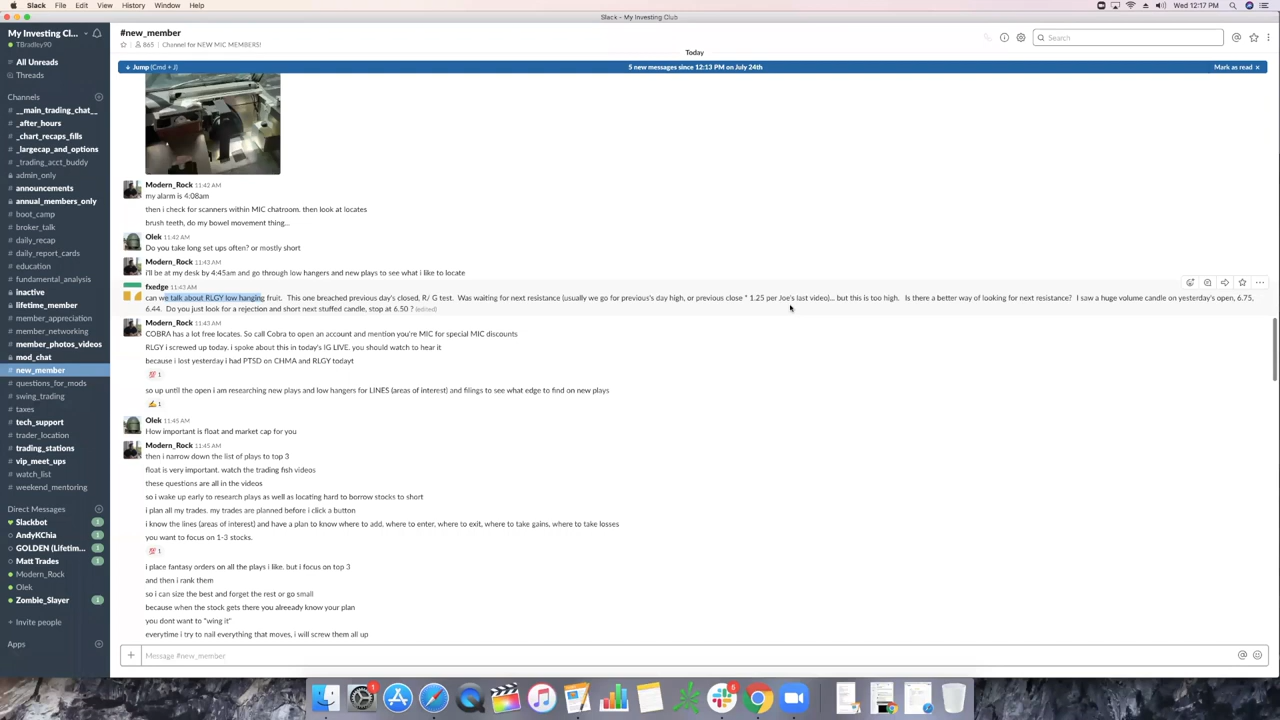 Slack File Edit View History Window Help
Wed 12:17 PM
Slack - My Investing Club
My Investing Cl...
TBradley90
All Unreads
Threads
Channels
# __main_trading_chat__
# _after_hours
# _chart_recaps_fills
# _largecap_and_options
# _trading_acct_buddy
admin_only
# announcements
annual_members_only
# boot_camp
# broker_talk
# daily_recap
# daily_report_cards
# education
# fundamental_analysis
inactive
lifetime_member
# member_appreciation
# member_networking
# member_photos_videos
mod_chat
# new_member
# questions_for_mods
# swing_trading
# taxes
# tech_support
# trader_location
# trading_stations
# vip_meet_ups
# watch_list
# weekend_mentoring
Direct Messages
Slackbot 1
AndyKChia 1
GOLDEN (Lifetim... 1
Matt Trades 1
Modern_Rock
Olek
Zombie_Slayer 1
+ Invite people
Apps
#new_member
865 | Channel for NEW MIC MEMBERS!
Search
Today
Jump (Cmd + J)
5 new messages since 12:13 PM on July 24th
Mark as read
Modern_Rock 11:42 AM
my alarm is 4:08am
then i check for scanners within MIC chatroom. then look at locates
brush teeth, do my bowel movement thing...
Olek 11:42 AM
Do you take long set ups often? or mostly short
Modern_Rock 11:43 AM
i'll be at my desk by 4:45am and go through low hangers and new plays to see what i like to locate
fxedge 11:43 AM
can we talk about RLGY low hanging fruit. This one breached previous day's closed, R/ G test. Was waiting for next resistance (usually we go for previous's day high, or previous close * 1.25 per Joe's last video)... but this is too high. Is there a better way of looking for next resistance? I saw a huge volume candle on yesterday's open, 6.75,
6.44. Do you just look for a rejection and short next stuffed candle, stop at 6.50 ? (edited)
Modern_Rock 11:43 AM
COBRA has a lot free locates. So call Cobra to open an account and mention you're MIC for special MIC discounts
RLGY i screwed up today. i spoke about this in today's IG LIVE. you should watch to hear it
because i lost yesterday i had PTSD on CHMA and RLGY todayt
💯 1
so up until the open i am researching new plays and low hangers for LINES (areas of interest) and filings to see what edge to find on new plays
✍️ 1
Olek 11:45 AM
How important is float and market cap for you
Modern_Rock 11:45 AM
then i narrow down the list of plays to top 3
float is very important. watch the trading fish videos
these questions are all in the videos
so i wake up early to research plays as well as locating hard to borrow stocks to short
i plan all my trades. my trades are planned before i click a button
i know the lines (areas of interest) and have a plan to know where to add, where to enter, where to exit, where to take gains, where to take losses
you want to focus on 1-3 stocks.
💯 1
i place fantasy orders on all the plays i like. but i focus on top 3
and then i rank them
so i can size the best and forget the rest or go small
because when the stock gets there you alreeady know your plan
you dont want to "wing it"
everytime i try to nail everything that moves, i will screw them all up
Message #new_member